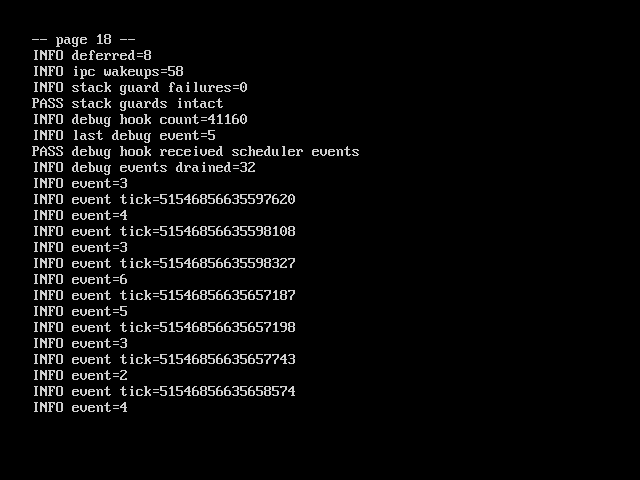 -- page 18 --
INFO deferred=8
INFO ipc wakeups=58
INFO stack guard failures=0
PASS stack guards intact
INFO debug hook count=41160
INFO last debug event=5
PASS debug hook received scheduler events
INFO debug events drained=32
INFO event=3
INFO event tick=51546856635597620
INFO event=4
INFO event tick=51546856635598108
INFO event=3
INFO event tick=51546856635598327
INFO event=6
INFO event tick=51546856635657187
INFO event=5
INFO event tick=51546856635657198
INFO event=3
INFO event tick=51546856635657743
INFO event=2
INFO event tick=51546856635658574
INFO event=4